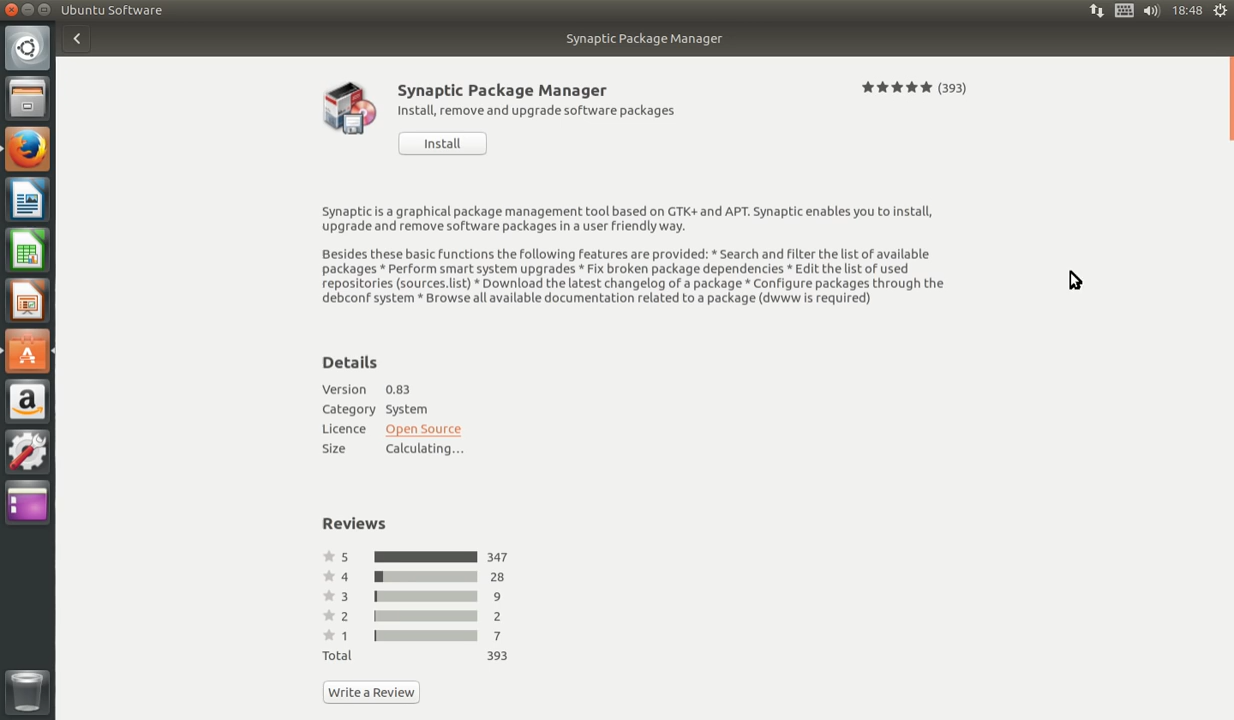 Ubuntu Software
18:48
Synaptic Package Manager
Synaptic Package Manager
(393)
Install, remove and upgrade software packages
Install
Synaptic is a graphical package management tool based on GTK+ and APT. Synaptic enables you to install,
upgrade and remove software packages in a user friendly way.
Besides these basic functions the following features are provided: * Search and filter the list of available
packages * Perform smart system upgrades * Fix broken package dependencies * Edit the list of used
repositories (sources.list) * Download the latest changelog of a package * Configure packages through the
debconf system * Browse all available documentation related to a package (dwww is required)
Details
Version 0.83
Category System
Licence Open Source
Size Calculating...
Reviews
5 347
4 28
3 9
2 2
1 7
Total 393
Write a Review